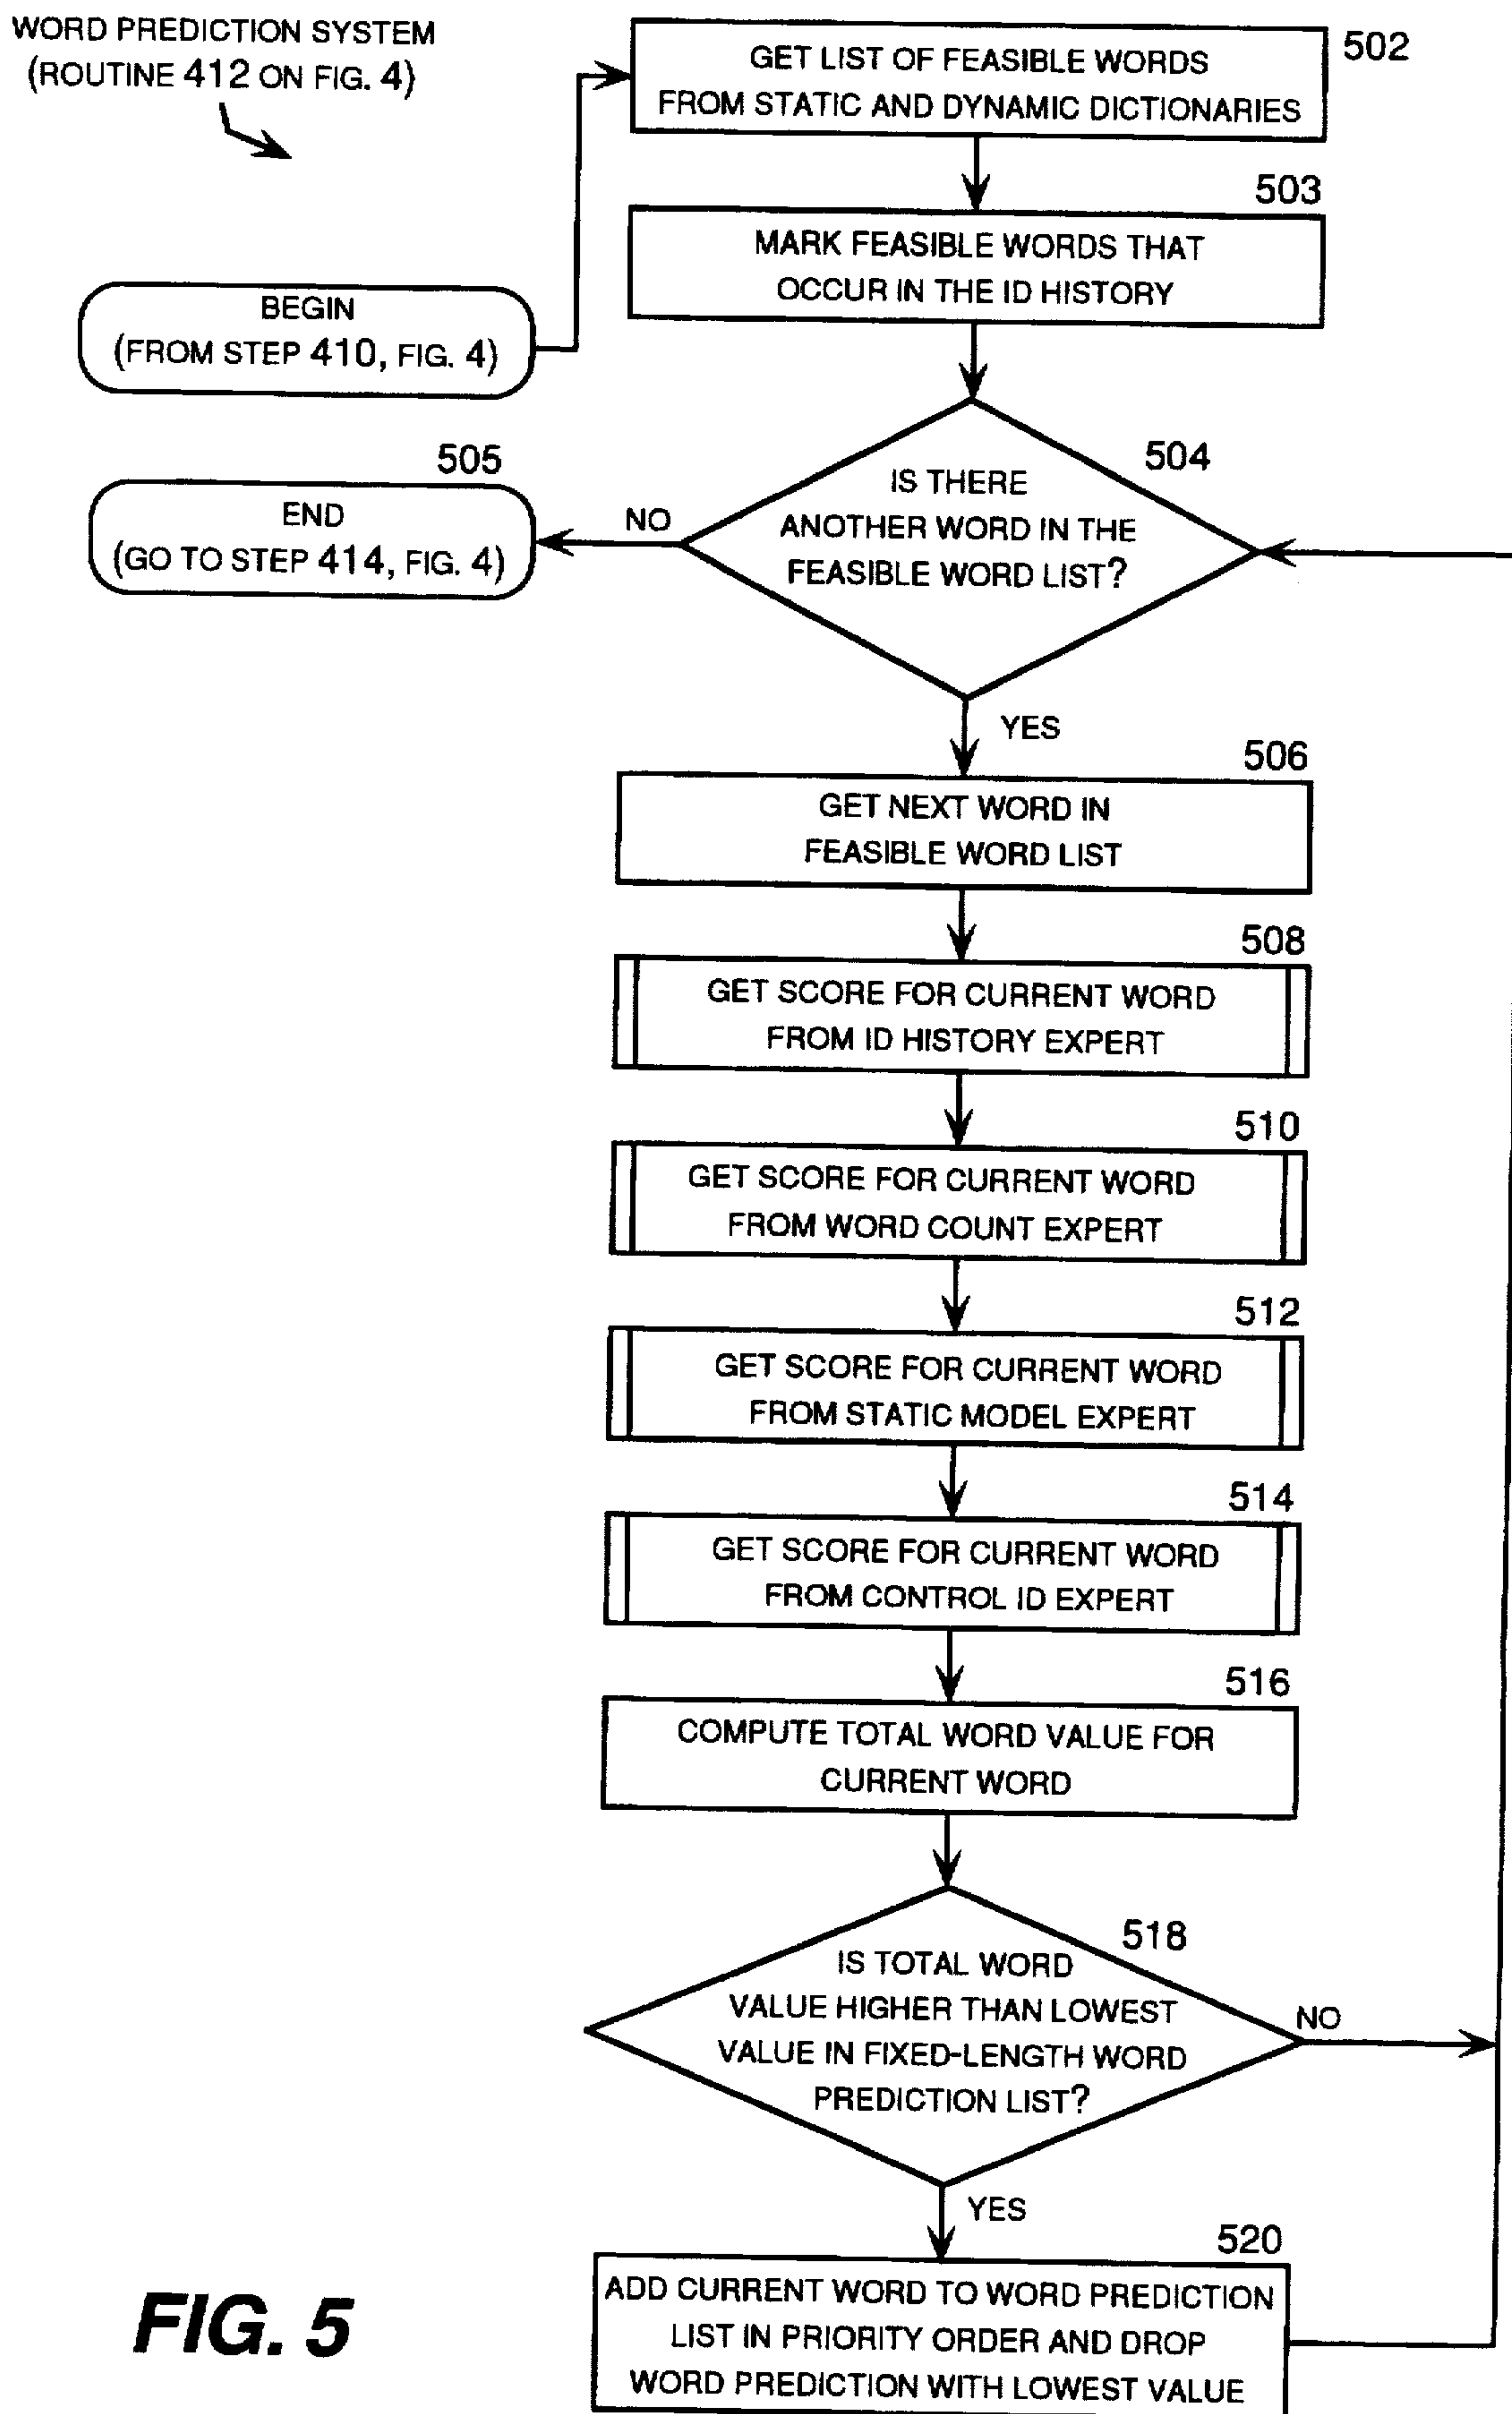 WORD PREDICTION SYSTEM
(ROUTINE 412 ON FIG. 4)
502
GET LIST OF FEASIBLE WORDS
FROM STATIC AND DYNAMIC DICTIONARIES
503
MARK FEASIBLE WORDS THAT
OCCUR IN THE ID HISTORY
BEGIN
(FROM STEP 410, FIG. 4)
504
IS THERE
ANOTHER WORD IN THE
FEASIBLE WORD LIST?
NO
505
END
(GO TO STEP 414, FIG. 4)
YES
506
GET NEXT WORD IN
FEASIBLE WORD LIST
508
GET SCORE FOR CURRENT WORD
FROM ID HISTORY EXPERT
510
GET SCORE FOR CURRENT WORD
FROM WORD COUNT EXPERT
512
GET SCORE FOR CURRENT WORD
FROM STATIC MODEL EXPERT
514
GET SCORE FOR CURRENT WORD
FROM CONTROL ID EXPERT
516
COMPUTE TOTAL WORD VALUE FOR
CURRENT WORD
518
IS TOTAL WORD
VALUE HIGHER THAN LOWEST
VALUE IN FIXED-LENGTH WORD
PREDICTION LIST?
NO
YES
520
ADD CURRENT WORD TO WORD PREDICTION
LIST IN PRIORITY ORDER AND DROP
WORD PREDICTION WITH LOWEST VALUE
FIG. 5